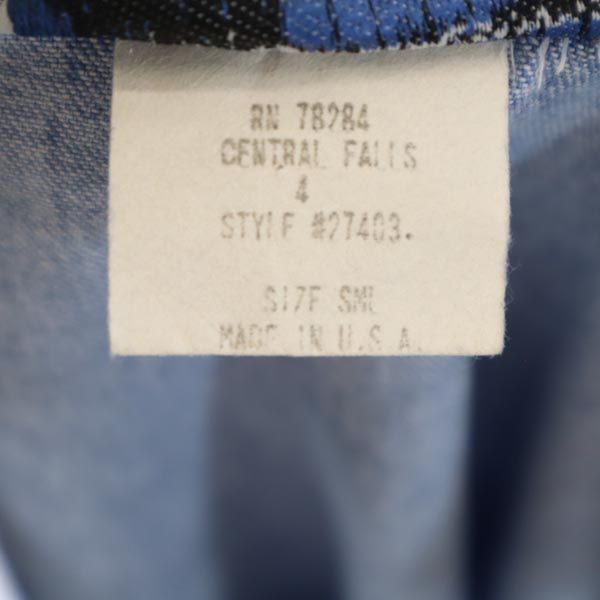 RN 78284
CENTRAL FALLS
4
STYLE #27403.
SIZE SML
MADE IN U.S.A.